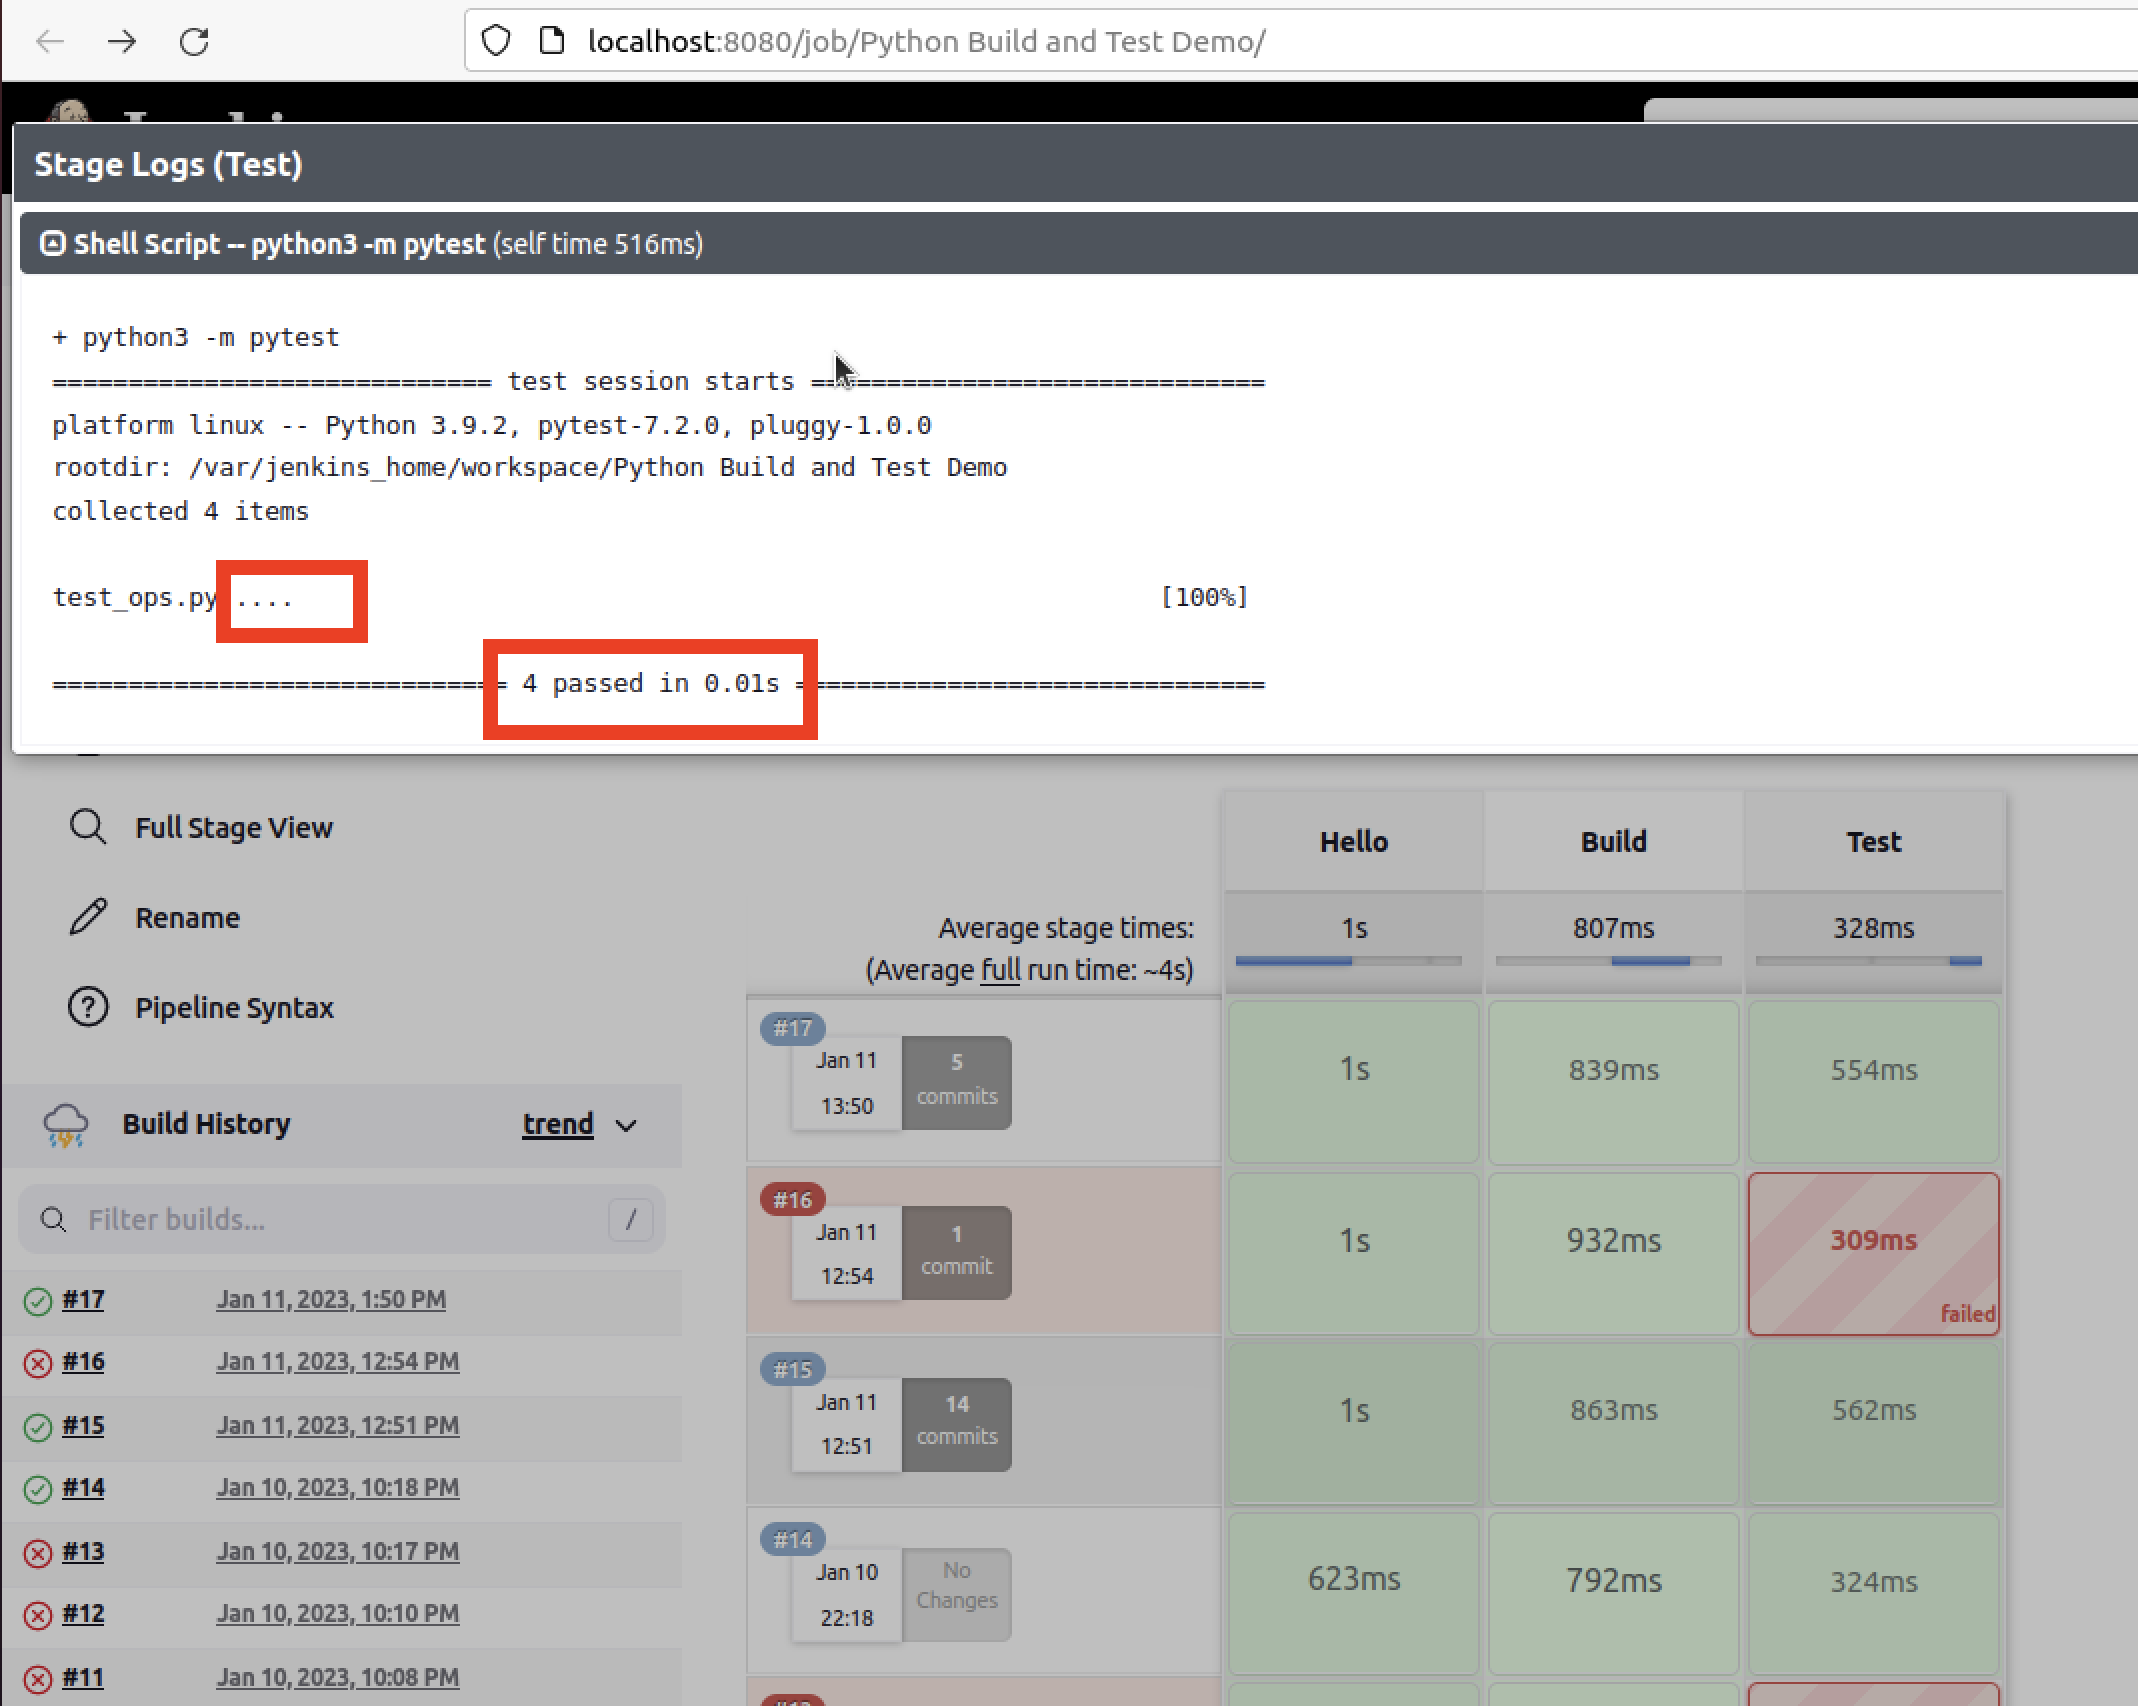 localhost:8080/job/Python Build and Test Demo/
Stage Logs (Test)
Shell Script -- python3 -m pytest (self time 516ms)
+ python3 -m pytest
============================= test session starts ==============================
platform linux -- Python 3.9.2, pytest-7.2.0, pluggy-1.0.0
rootdir: /var/jenkins_home/workspace/Python Build and Test Demo
collected 4 items
test_ops.py .... [100%]
============================== 4 passed in 0.01s ===============================
Full Stage View
Rename
Pipeline Syntax
Build History trend
Filter builds... /
#17 Jan 11, 2023, 1:50 PM
#16 Jan 11, 2023, 12:54 PM
#15 Jan 11, 2023, 12:51 PM
#14 Jan 10, 2023, 10:18 PM
#13 Jan 10, 2023, 10:17 PM
#12 Jan 10, 2023, 10:10 PM
#11 Jan 10, 2023, 10:08 PM
Hello Build Test
Average stage times: 1s 807ms 328ms
(Average full run time: ~4s)
#17
Jan 11 5
13:50 commits
1s 839ms 554ms
#16
Jan 11 1
12:54 commit
1s 932ms 309ms
failed
#15
Jan 11 14
12:51 commits
1s 863ms 562ms
#14
Jan 10 No
22:18 Changes
623ms 792ms 324ms